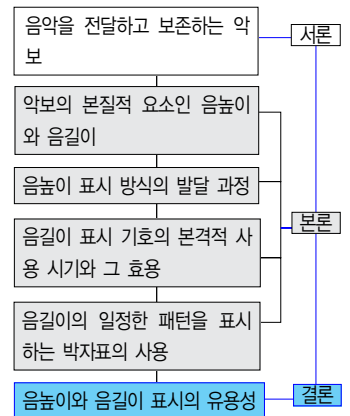 음악을 전달하고 보존하는 악
보
서론
악보의 본질적 요소인 음높이
와 음길이
음높이 표시 방식의 발달 과정
본론
음길이 표시 기호의 본격적 사
용 시기와 그 효용
음길이의 일정한 패턴을 표시
하는 박자표의 사용
음높이와 음길이 표시의 유용성
결론